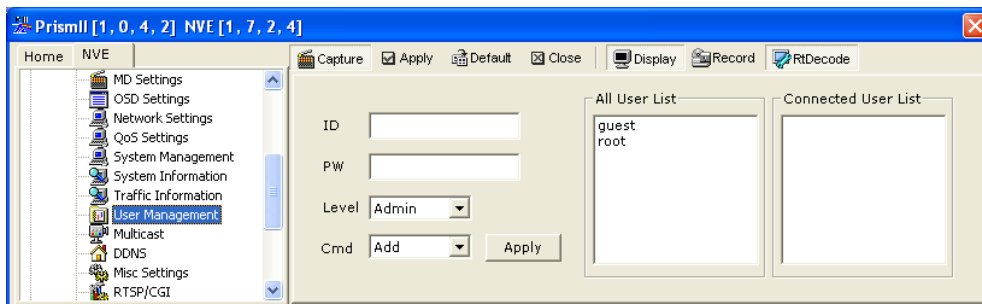 PrismII [1, 0, 4, 2] NVE [1, 7, 2, 4]
Home NVE
Capture Apply Default Close Display Record RtDecode
MD Settings
OSD Settings
Network Settings
QoS Settings
System Management
System Information
Traffic Information
User Management
Multicast
DDNS
Misc Settings
RTSP/CGI
ID
PW
Level Admin
Cmd Add Apply
All User List
guest
root
Connected User List